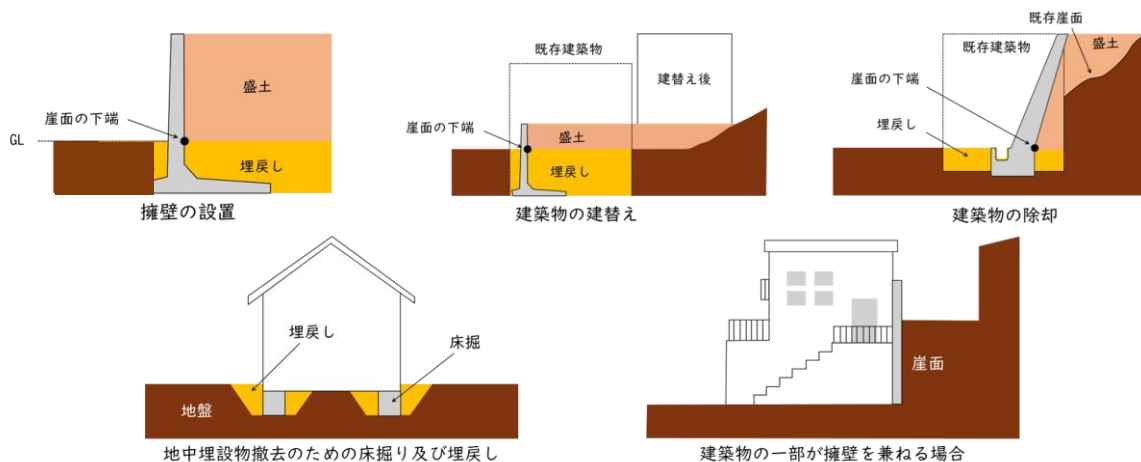 盛土
崖面の下端
GL
埋戻し
擁壁の設置
既存建築物
建替え後
崖面の下端
盛土
埋戻し
建築物の建替え
既存崖面
既存建築物
盛土
崖面の下端
埋戻し
建築物の除却
埋戻し
床掘
地盤
地中埋設物撤去のための床掘り及び埋戻し
崖面
建築物の一部が擁壁を兼ねる場合